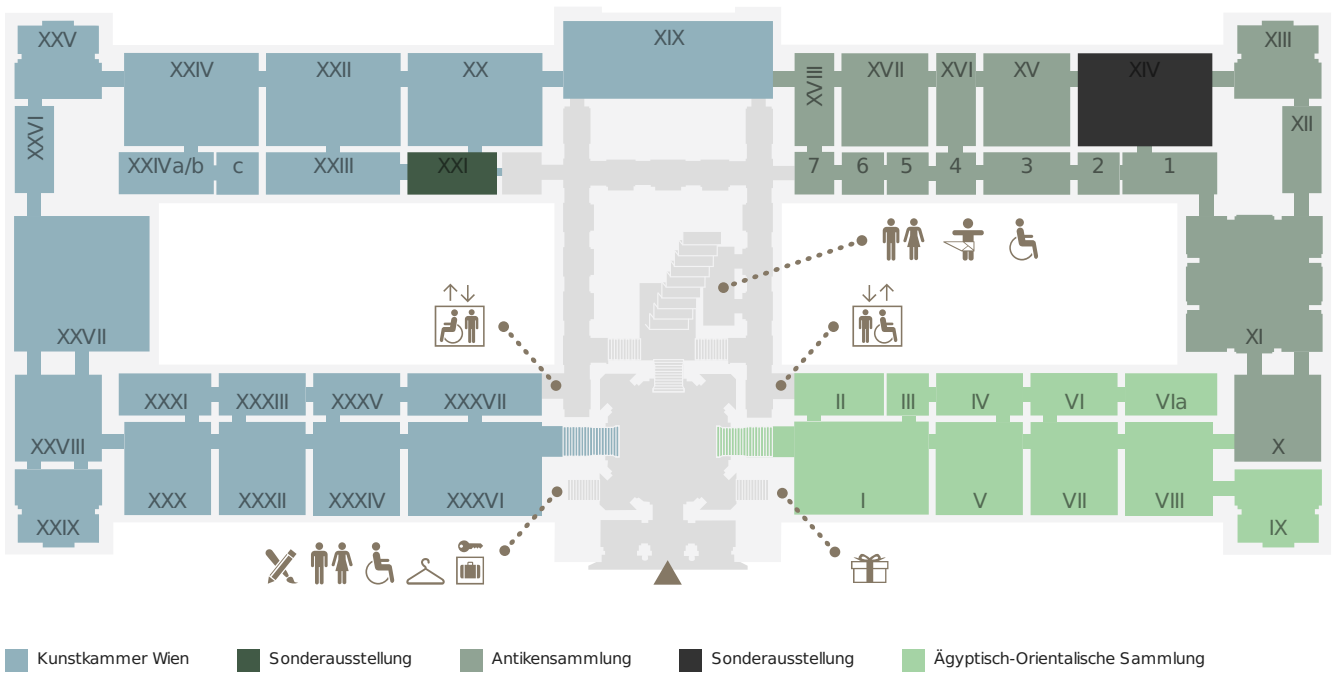 XXV
XXIV
XXII
XX
XIX
XVIII
XVII
XVI
XV
XIV
XIII
XXVI
XXIVa/b
c
XXIII
XXI
7
6
5
4
3
2
1
XII
XXVII
XI
XXXI
XXXIII
XXXV
XXXVII
II
III
IV
VI
VIa
XXVIII
X
XXX
XXXII
XXXIV
XXXVI
I
V
VII
VIII
XXIX
IX
Kunstkammer Wien
Sonderausstellung
Antikensammlung
Sonderausstellung
Ägyptisch-Orientalische Sammlung